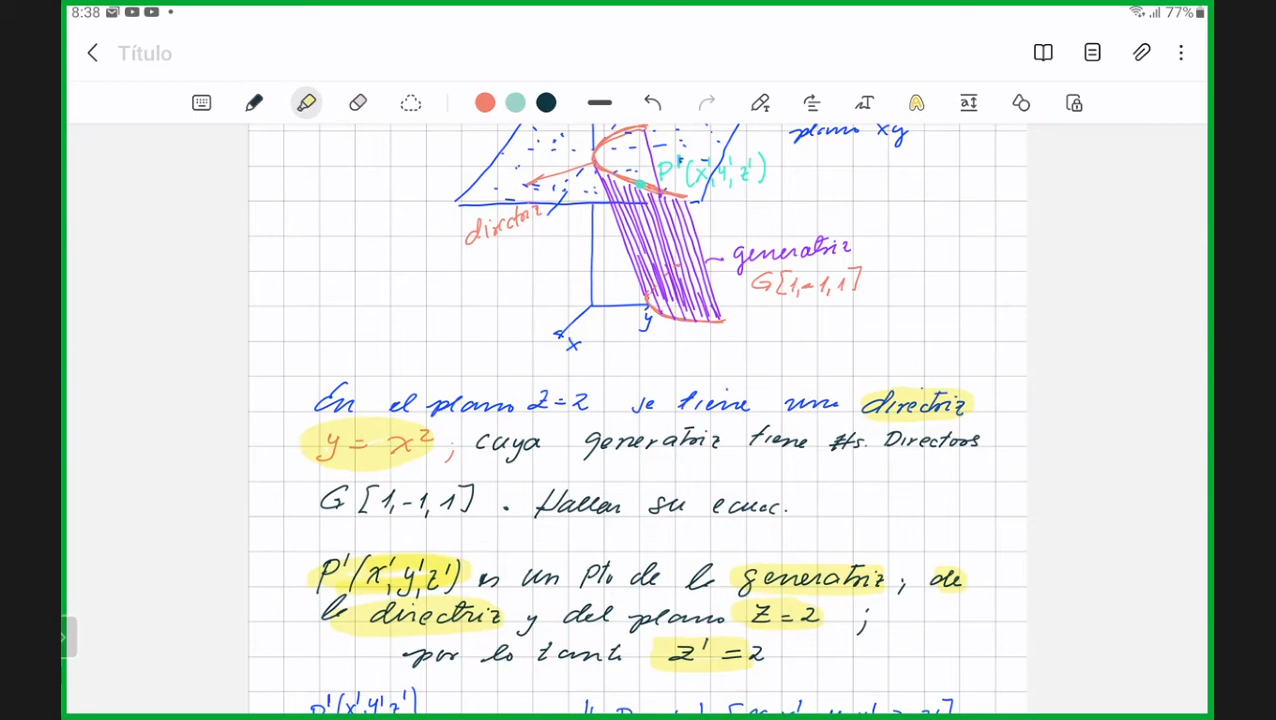 8:38
77%
Título
plano xy
P'(x',y',z')
directriz
generatriz
G[1,-1,1]
y
x
En el plano Z=2 se tiene una directriz
y = x²; cuya generatriz tiene #s. Directores
G [1,-1,1] . Hallar su ecuac.
P'(x',y',z') es un pto de la generatriz, de
la directriz y del plano Z=2 ;
por lo tanto z' = 2
P'(x',y',z')